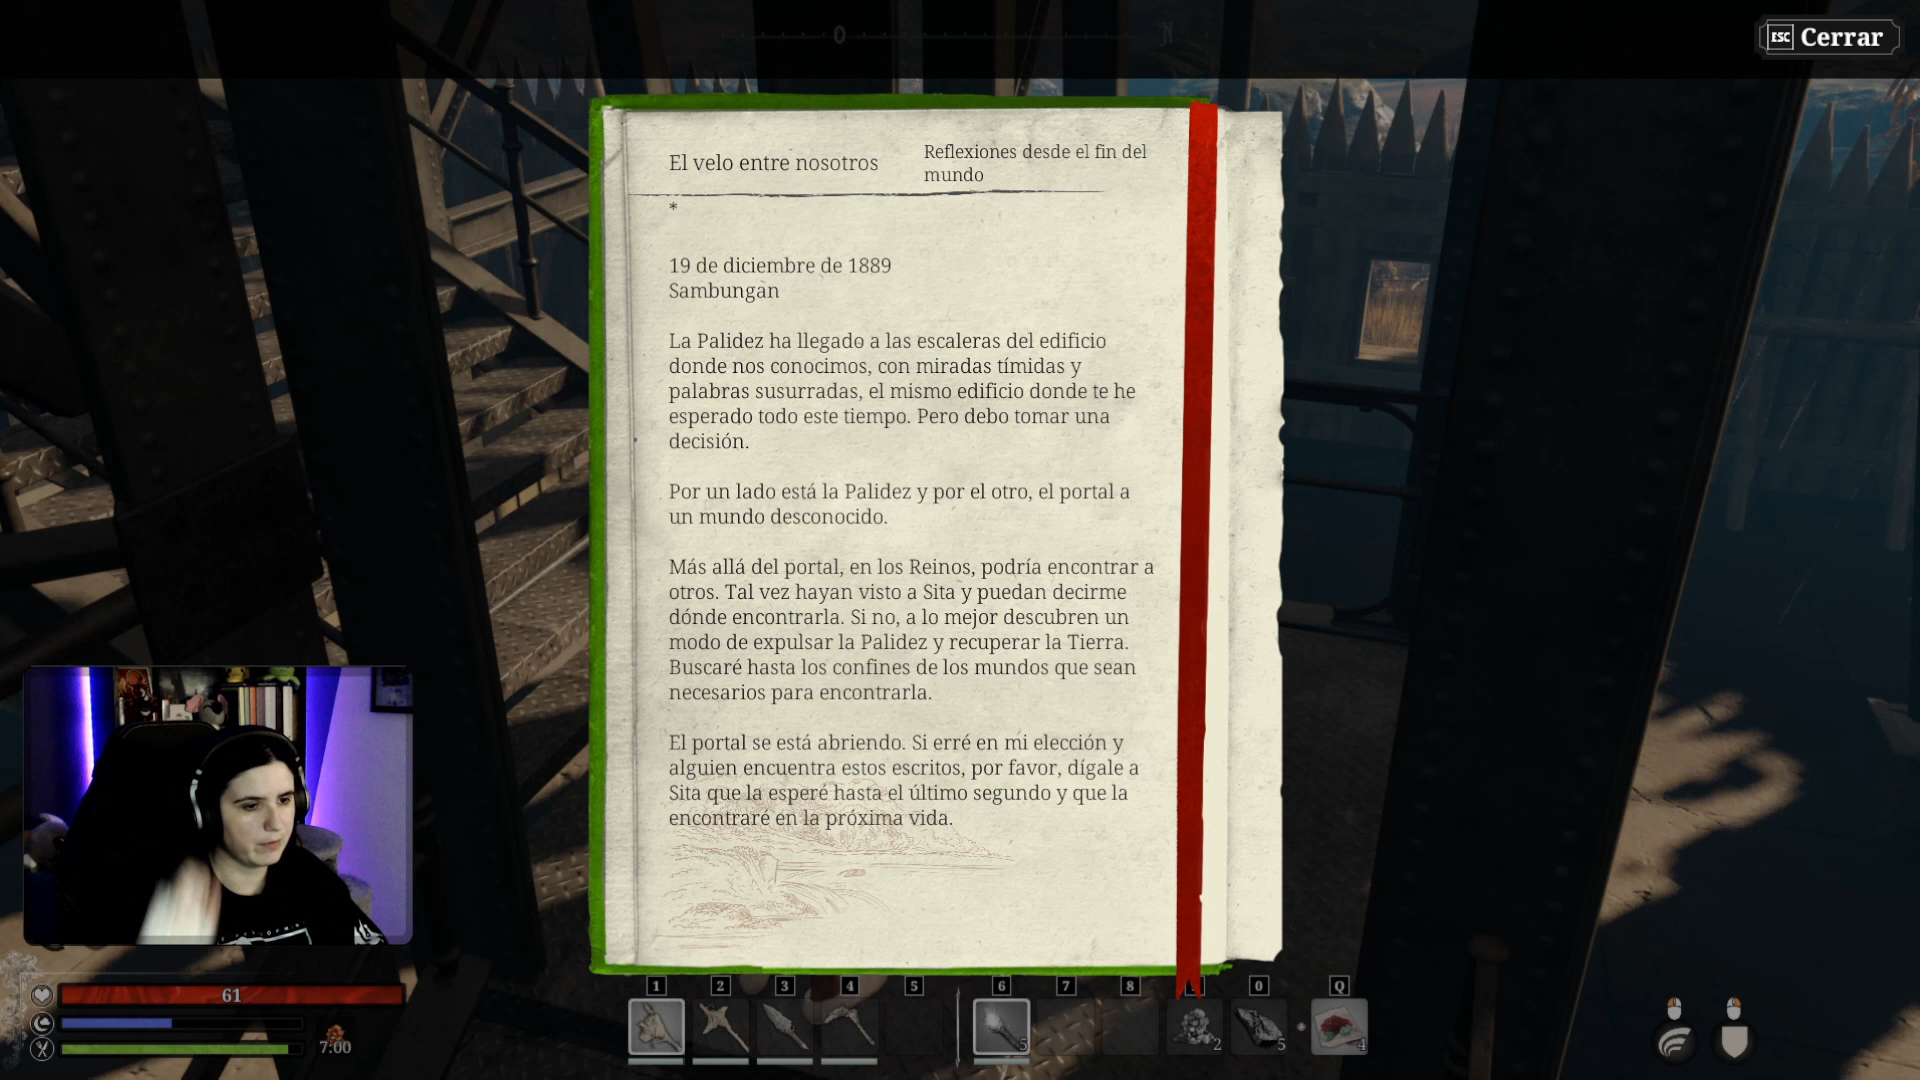 0
N
ESC Cerrar
El velo entre nosotros
Reflexiones desde el fin del
mundo
*
19 de diciembre de 1889
Sambungan
La Palidez ha llegado a las escaleras del edificio
donde nos conocimos, con miradas tímidas y
palabras susurradas, el mismo edificio donde te he
esperado todo este tiempo. Pero debo tomar una
decisión.
Por un lado está la Palidez y por el otro, el portal a
un mundo desconocido.
Más allá del portal, en los Reinos, podría encontrar a
otros. Tal vez hayan visto a Sita y puedan decirme
dónde encontrarla. Si no, a lo mejor descubren un
modo de expulsar la Palidez y recuperar la Tierra.
Buscaré hasta los confines de los mundos que sean
necesarios para encontrarla.
El portal se está abriendo. Si erré en mi elección y
alguien encuentra estos escritos, por favor, dígale a
Sita que la esperé hasta el último segundo y que la
encontraré en la próxima vida.
61
7:00
1 2 3 4 5 6 7 8 0 Q
5 2 5 4